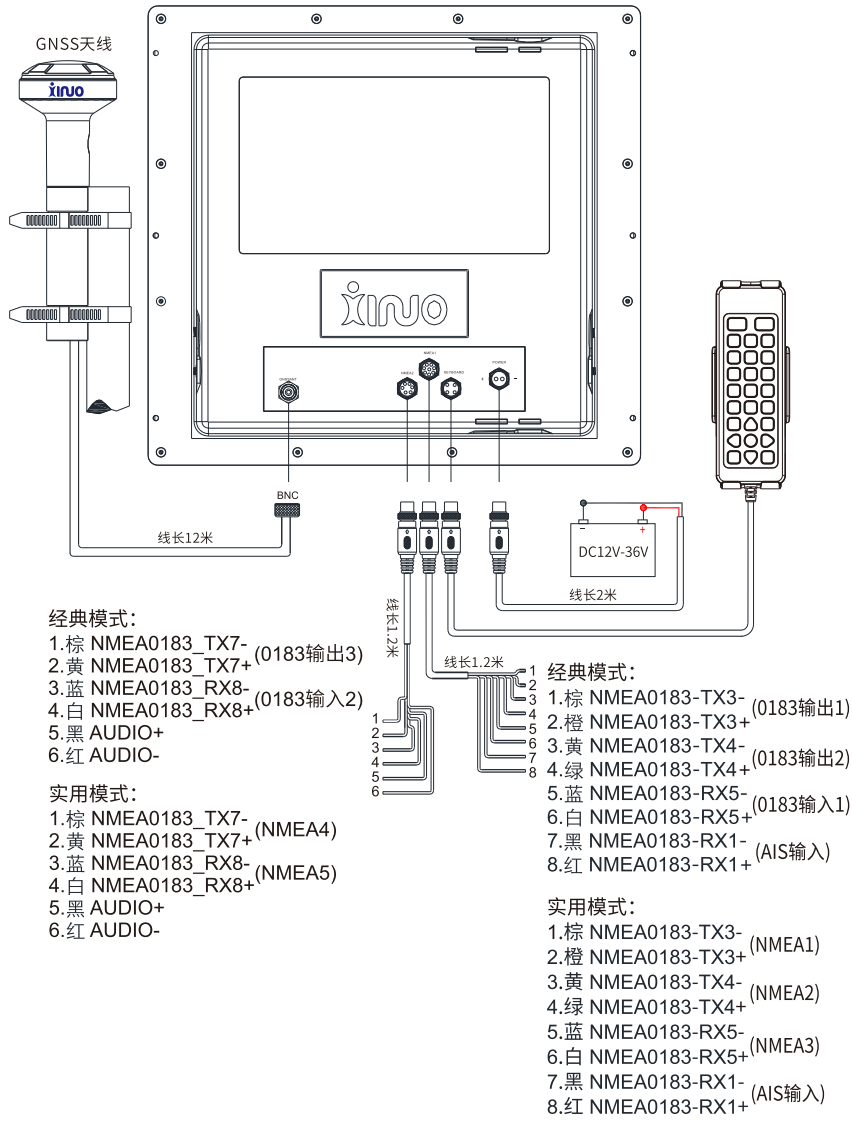 GNSS天线
XINO
XINO
GPS/ANT
NMEA2
NMEA1
KEYBOARD
POWER
+
-
BNC
线长12米
- +
DC12V-36V
线长2米
线长1.2米
线长1.2米
1
2
3
4
5
6
1
2
3
4
5
6
7
8
经典模式：
1.棕 NMEA0183_TX7-
2.黄 NMEA0183_TX7+
(0183输出3)
3.蓝 NMEA0183_RX8-
4.白 NMEA0183_RX8+
(0183输入2)
5.黑 AUDIO+
6.红 AUDIO-
实用模式：
1.棕 NMEA0183_TX7-
2.黄 NMEA0183_TX7+
(NMEA4)
3.蓝 NMEA0183_RX8-
4.白 NMEA0183_RX8+
(NMEA5)
5.黑 AUDIO+
6.红 AUDIO-
经典模式：
1.棕 NMEA0183-TX3-
2.橙 NMEA0183-TX3+
(0183输出1)
3.黄 NMEA0183-TX4-
4.绿 NMEA0183-TX4+
(0183输出2)
5.蓝 NMEA0183-RX5-
6.白 NMEA0183-RX5+
(0183输入1)
7.黑 NMEA0183-RX1-
8.红 NMEA0183-RX1+
(AIS输入)
实用模式：
1.棕 NMEA0183-TX3-
2.橙 NMEA0183-TX3+
(NMEA1)
3.黄 NMEA0183-TX4-
4.绿 NMEA0183-TX4+
(NMEA2)
5.蓝 NMEA0183-RX5-
6.白 NMEA0183-RX5+
(NMEA3)
7.黑 NMEA0183-RX1-
8.红 NMEA0183-RX1+
(AIS输入)